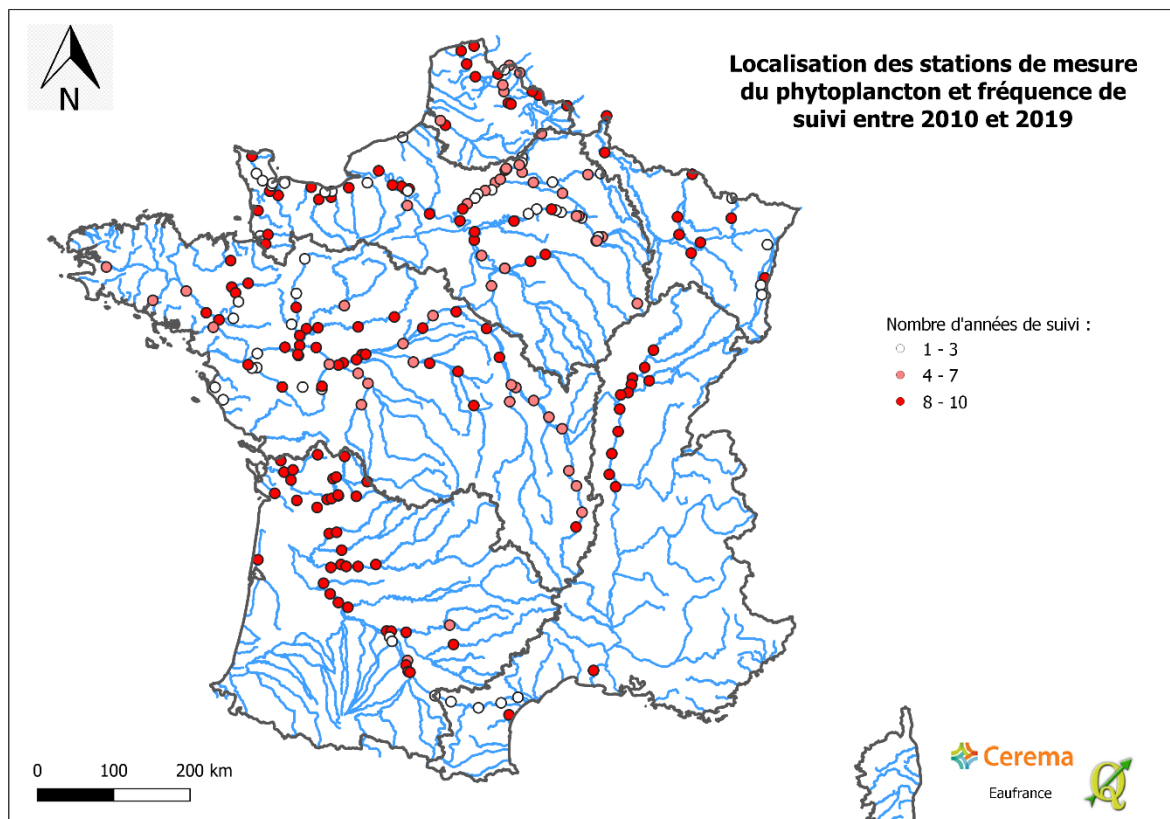 N
Localisation des stations de mesure
du phytoplancton et fréquence de
suivi entre 2010 et 2019
Nombre d'années de suivi :
1 - 3
4 - 7
8 - 10
0 100 200 km
Cerema
Eaufrance